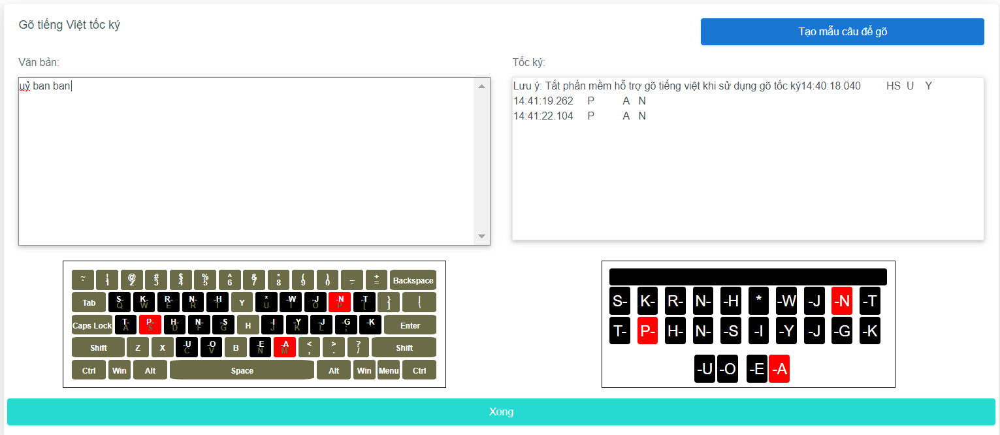 Gõ tiếng Việt tốc ký
Tạo mẫu câu để gõ
Văn bản:
Tốc ký:
uỷ ban ban
Lưu ý: Tắt phần mềm hỗ trợ gõ tiếng việt khi sử dụng gõ tốc ký14:40:18.040 HS U Y
14:41:19.262 P A N
14:41:22.104 P A N
~ ` ! 1 @ 2 # 3 $ 4 % 5 ^ 6 & 7 * 8 ( 9 ) 0 _ - + = Backspace
Tab S- Q K- W R- E N- R -H T Y * U -W I -J O -N P -T [ } ] | \
Caps Lock T- A P- S H- D N- F -S G H -I J -Y K -J L -G ; -K Enter
Shift Z X -U C -O V B -E N -A M < , > . ? / Shift
Ctrl Win Alt Space Alt Win Menu Ctrl
S- K- R- N- -H * -W -J -N -T
T- P- H- N- -S -I -Y -J -G -K
-U -O -E -A
Xong